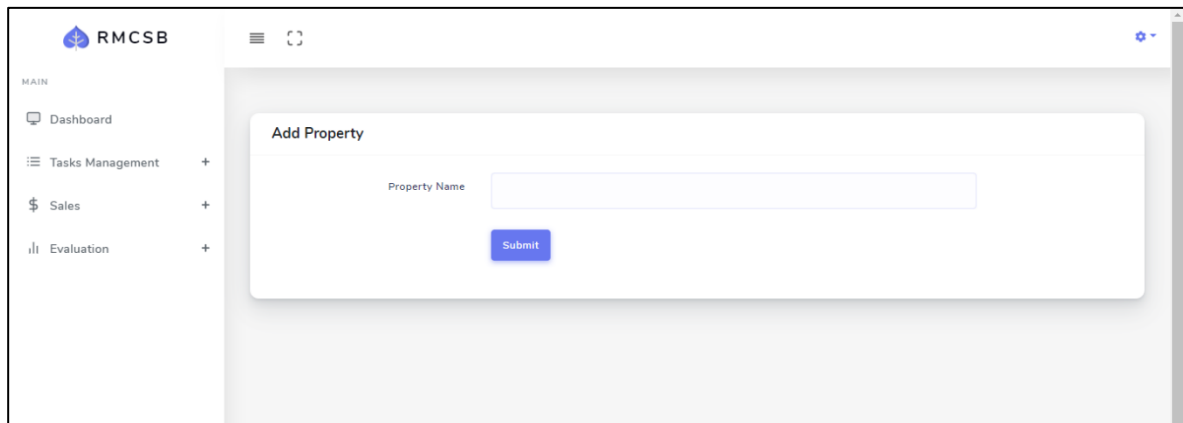 RMCSB
MAIN
Dashboard
Tasks Management +
Sales +
Evaluation +
Add Property
Property Name
Submit